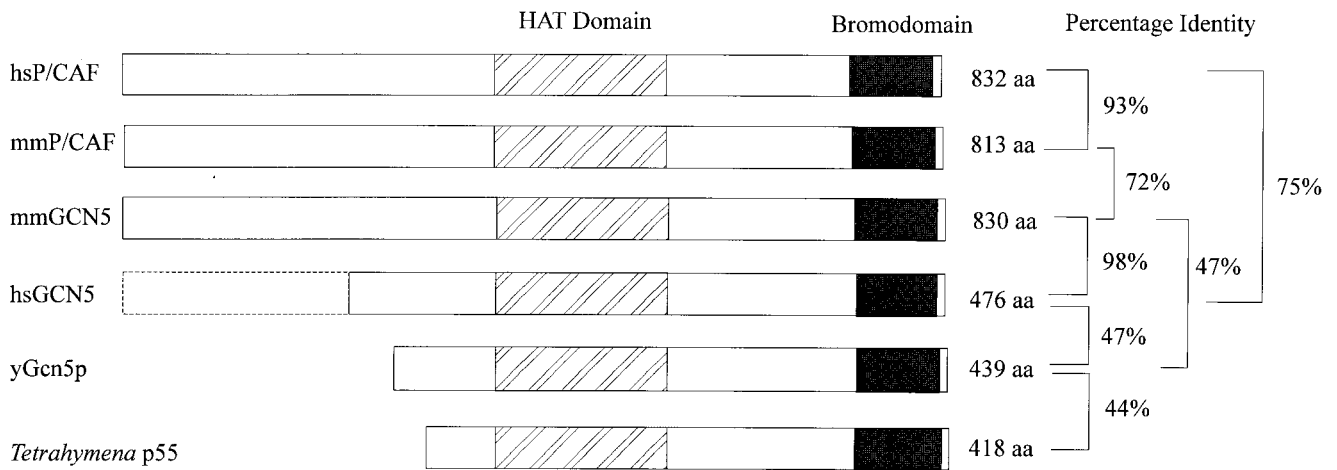 HAT Domain
Bromodomain
Percentage Identity
hsP/CAF
832 aa
93%
mmP/CAF
813 aa
72%
75%
mmGCN5
830 aa
98%
47%
hsGCN5
476 aa
47%
yGcn5p
439 aa
44%
Tetrahymena p55
418 aa